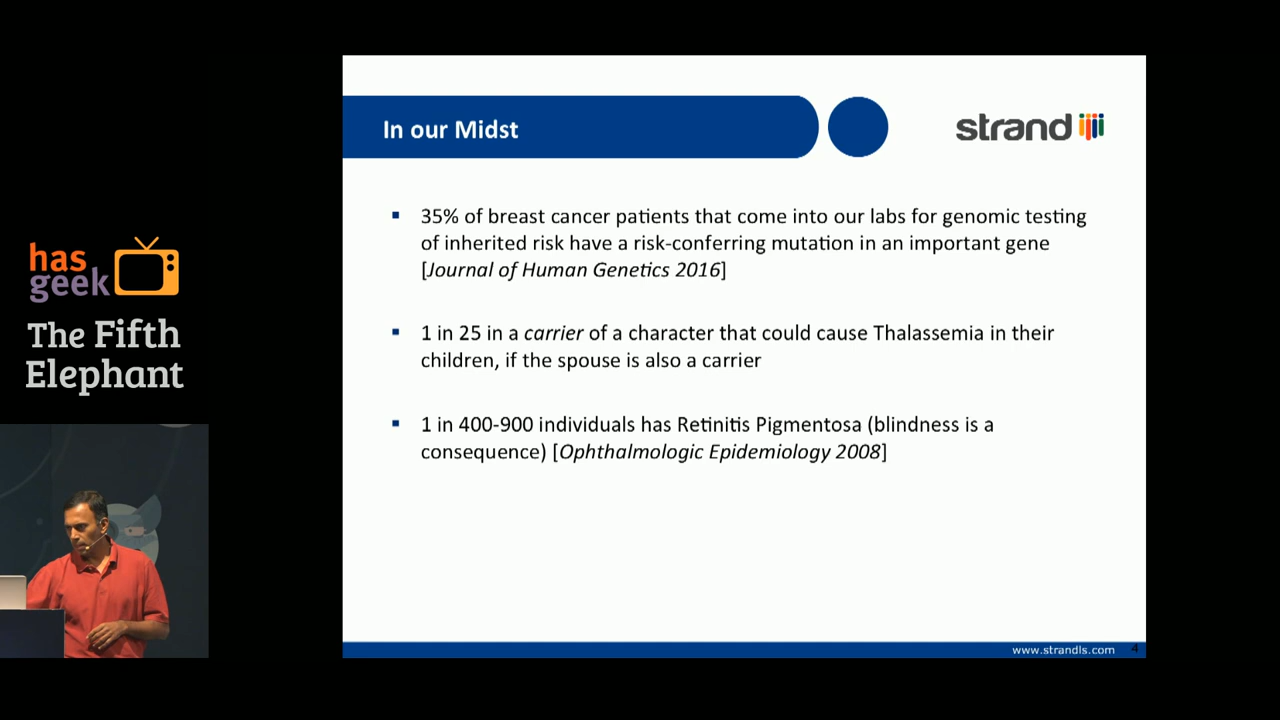 In our Midst
strand
▪ 35% of breast cancer patients that come into our labs for genomic testing
of inherited risk have a risk-conferring mutation in an important gene
[Journal of Human Genetics 2016]
▪ 1 in 25 in a carrier of a character that could cause Thalassemia in their
children, if the spouse is also a carrier
▪ 1 in 400-900 individuals has Retinitis Pigmentosa (blindness is a
consequence) [Ophthalmologic Epidemiology 2008]
www.strandls.com 4
has
geek
The Fifth
Elephant